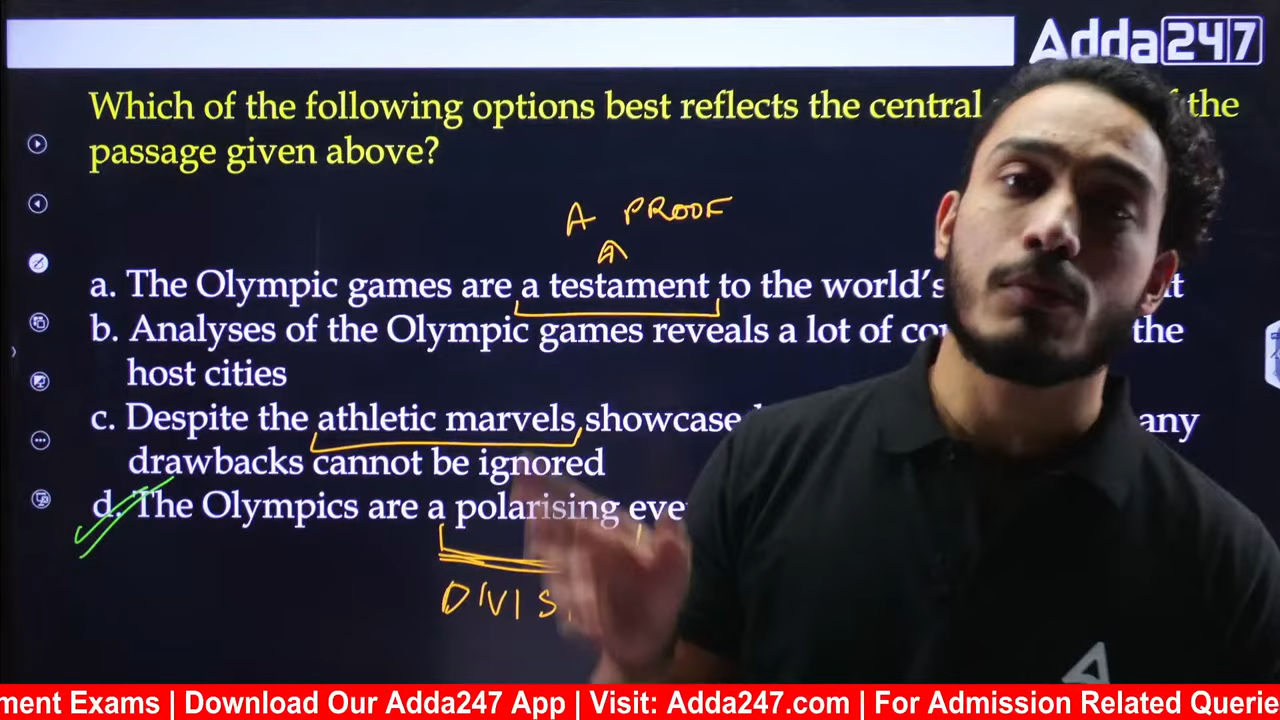 Adda247
Which of the following options best reflects the central the
passage given above?
A PROOF
a. The Olympic games are a testament to the world's
b. Analyses of the Olympic games reveals a lot of the
host cities
c. Despite the athletic marvels showcase any
drawbacks cannot be ignored
d. The Olympics are a polarising
DIVIS
ment Exams | Download Our Adda247 App | Visit: Adda247.com | For Admission Related Querie